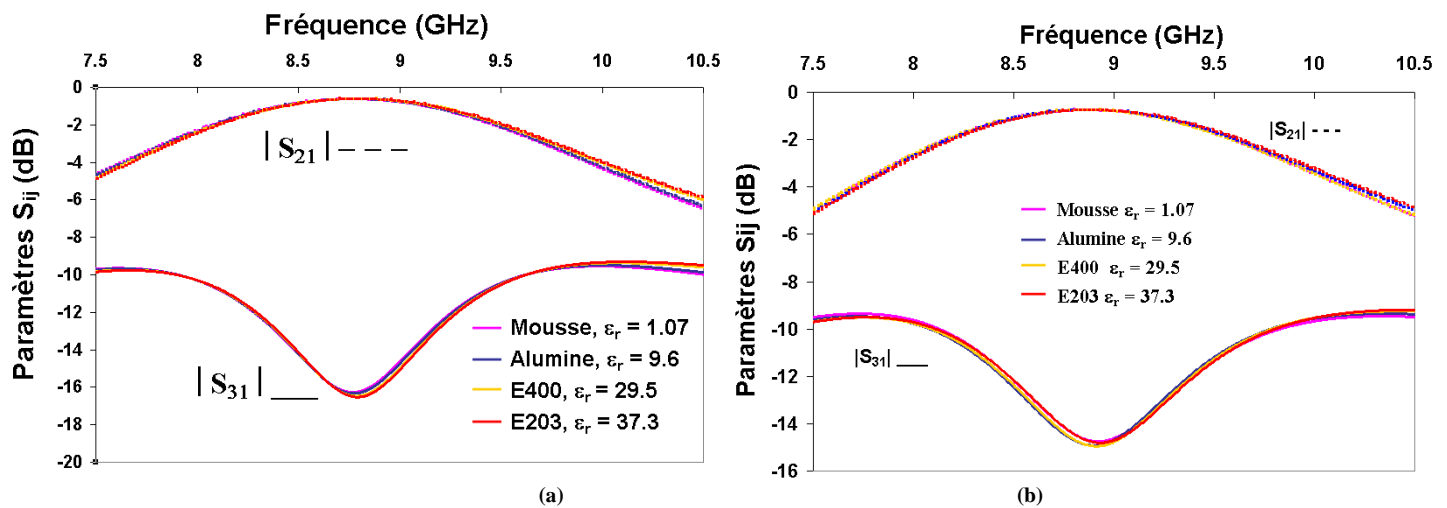 Fréquence (GHz)
7.5 8 8.5 9 9.5 10 10.5
Paramètres Sij (dB)
0
-2
-4
-6
-8
-10
-12
-14
-16
-18
-20
|S21| – – –
|S31| ___
Mousse, εr = 1.07
Alumine, εr = 9.6
E400, εr = 29.5
E203, εr = 37.3
(a)
Fréquence (GHz)
7.5 8 8.5 9 9.5 10 10.5
Paramètres Sij (dB)
0
-2
-4
-6
-8
-10
-12
-14
-16
|S21| - - -
Mousse εr = 1.07
Alumine εr = 9.6
E400 εr = 29.5
E203 εr = 37.3
|S31| ___
(b)